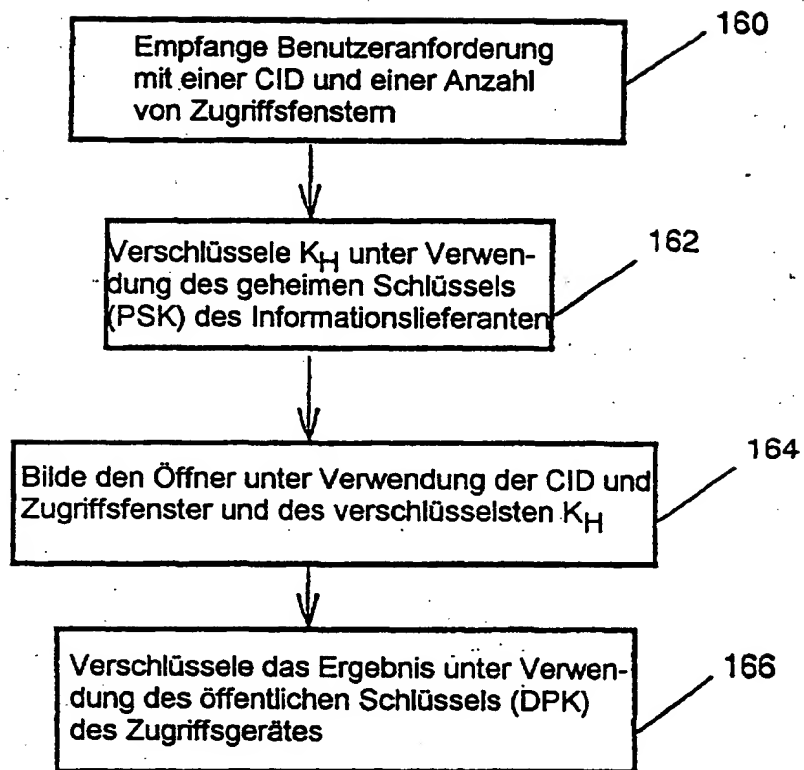 Empfange Benutzeranforderung
mit einer CID und einer Anzahl
von Zugriffsfenstern
160
Verschlüssele K_H unter Verwen-
dung des geheimen Schlüssels
(PSK) des Informationslieferanten
162
Bilde den Öffner unter Verwendung der CID und
Zugriffsfenster und des verschlüsselsten K_H
164
Verschlüssele das Ergebnis unter Verwen-
dung des öffentlichen Schlüssels (DPK)
des Zugriffsgerätes
166